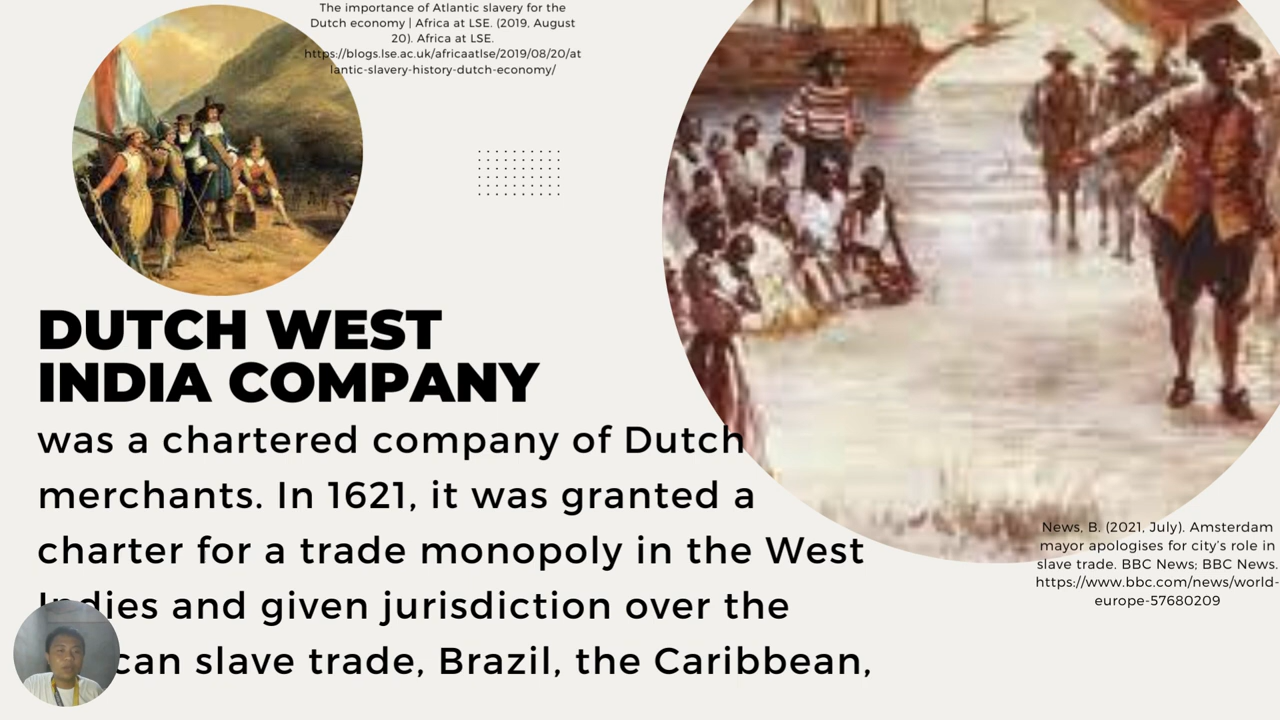 The importance of Atlantic slavery for the
Dutch economy | Africa at LSE. (2019, August
20). Africa at LSE.
https://blogs.lse.ac.uk/africaatlse/2019/08/20/at
lantic-slavery-history-dutch-economy/
DUTCH WEST
INDIA COMPANY
was a chartered company of Dutch
merchants. In 1621, it was granted a
charter for a trade monopoly in the West
Indies and given jurisdiction over the
can slave trade, Brazil, the Caribbean,
News, B. (2021, July). Amsterdam
mayor apologises for city's role in
slave trade. BBC News; BBC News.
https://www.bbc.com/news/world-
europe-57680209